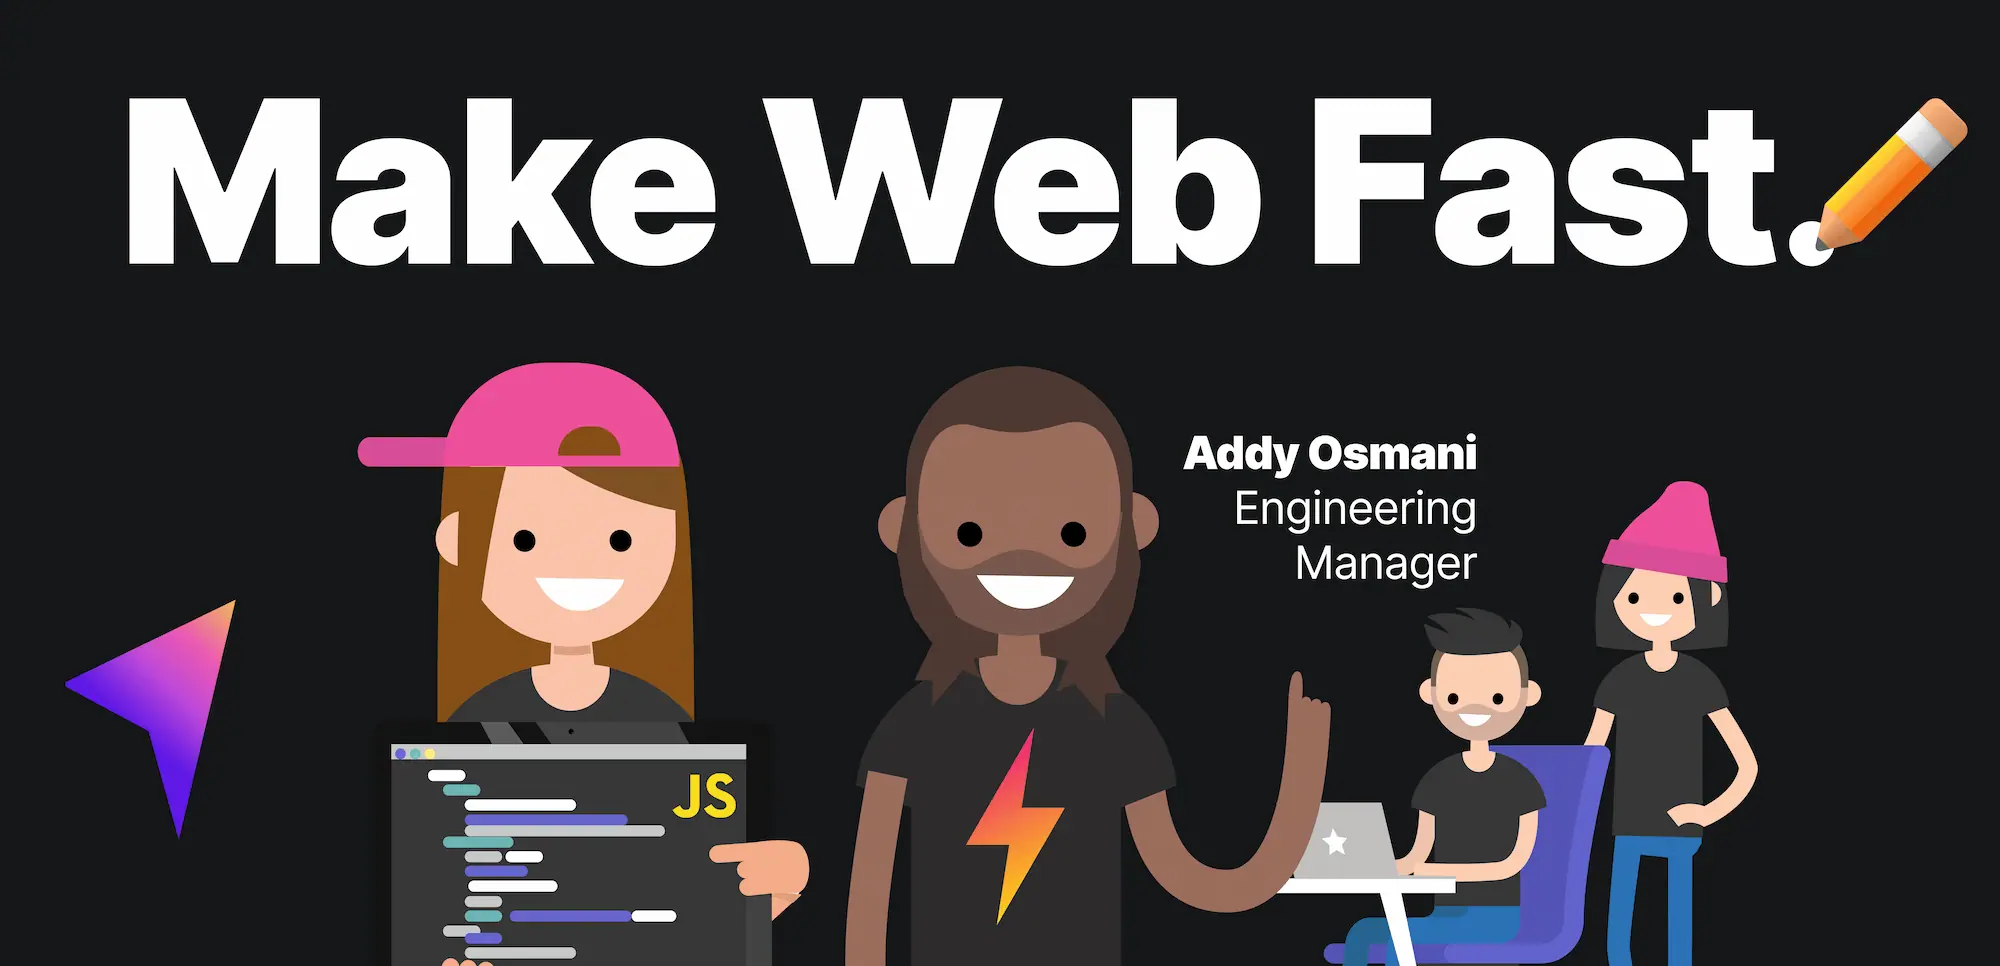 Make Web Fast.
Addy Osmani
Engineering
Manager
JS